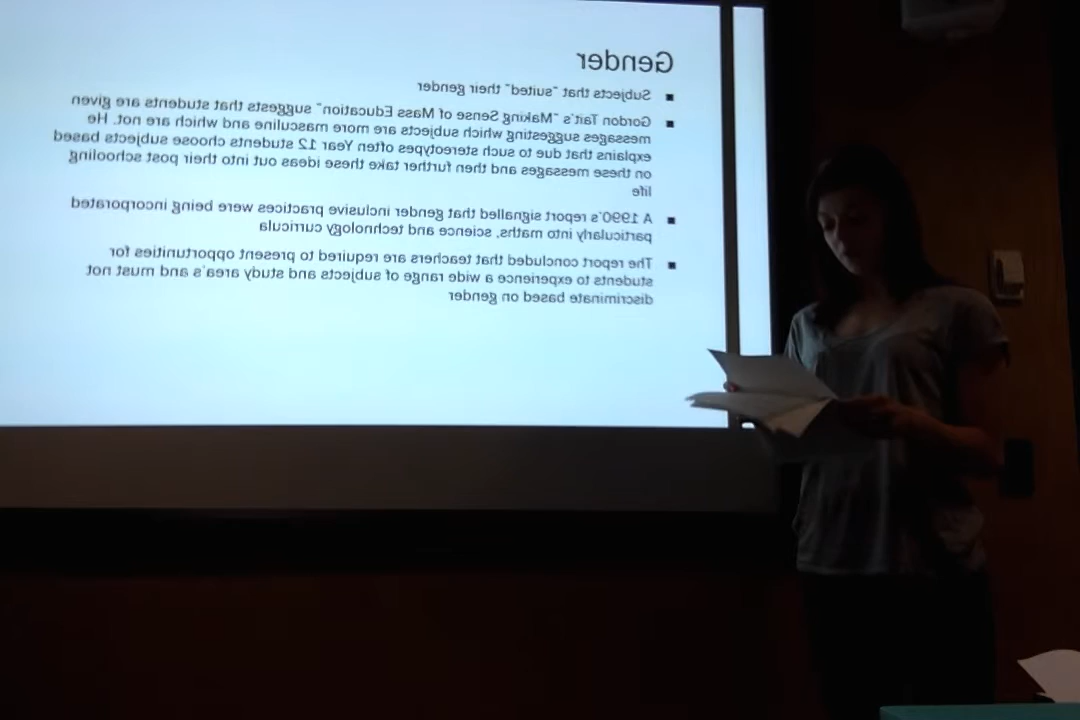 Gender
Subjects that "suited" their gender
Gordon Tait's "Making Sense of Mass Education" suggests that students are given
messages suggesting which subjects are more masculine and which are not. He
explains that due to such stereotypes often Year 12 students choose subjects based
on these messages and then further take these ideas out into their post schooling
life
A 1990's report signalled that gender inclusive practices were being incorporated
particularly into maths, science and technology curricula
The report concluded that teachers are required to present opportunities for
students to experience a wide range of subjects and study area's and must not
discriminate based on gender